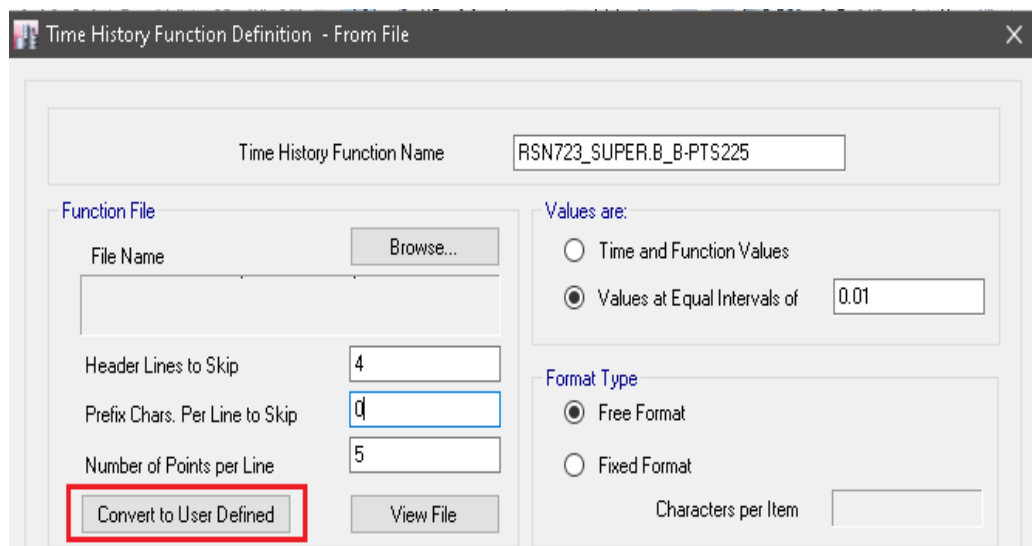 Time History Function Definition - From File
Time History Function Name RSN723_SUPER.B_B-PTS225
Function File
File Name Browse...
Header Lines to Skip 4
Prefix Chars. Per Line to Skip 0
Number of Points per Line 5
Convert to User Defined View File
Values are:
Time and Function Values
Values at Equal Intervals of 0.01
Format Type
Free Format
Fixed Format
Characters per Item